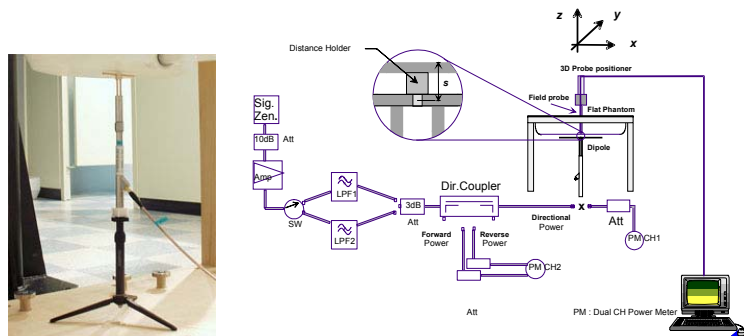 z
y
x
Distance Holder
s
3D Probe positioner
Field probe
Flat Phantom
Dipole
Sig.
Zen.
10dB
Att
Amp
SW
LPF1
LPF2
3dB
Att
Dir.Coupler
Forward
Power
Reverse
Power
Directional
Power
x
Att
PM CH1
PM CH2
Att
PM : Dual CH Power Meter